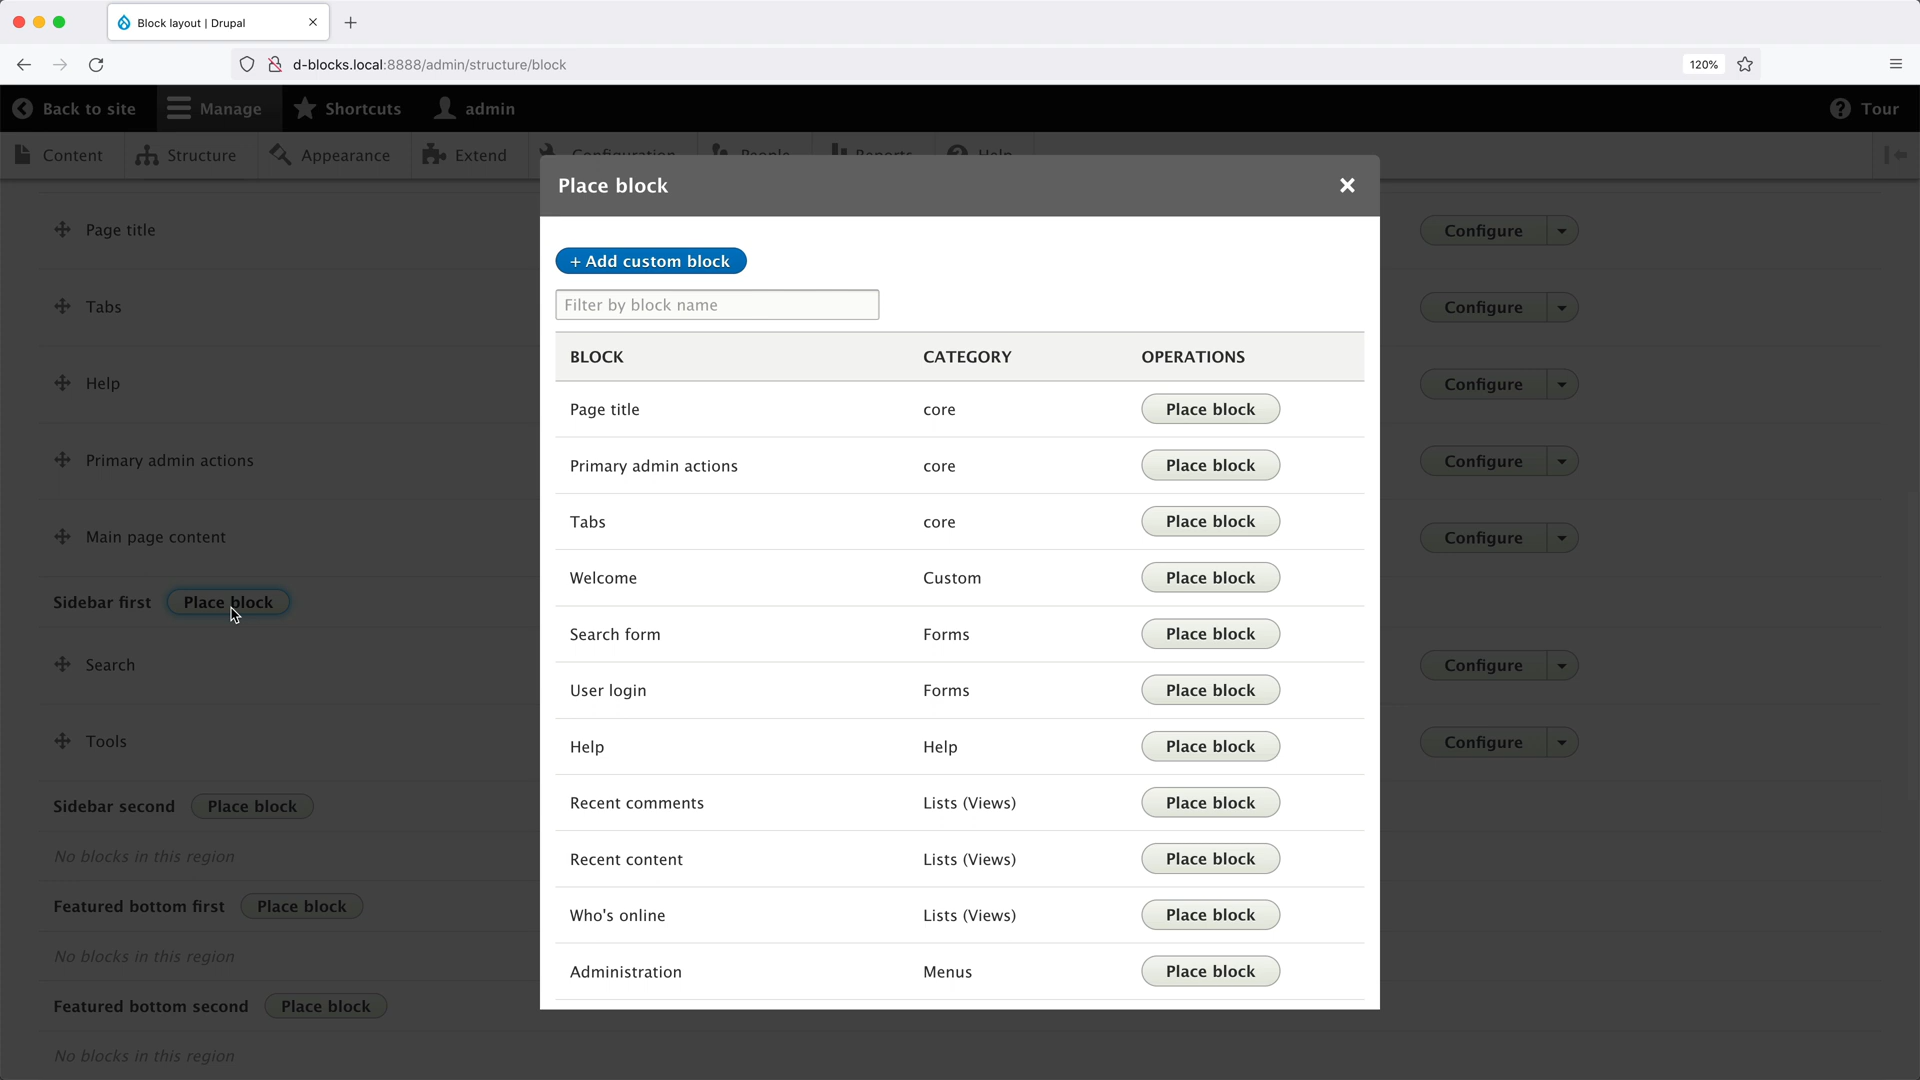 Block layout | Drupal
d-blocks.local:8888/admin/structure/block
120%
Back to site
Manage
Shortcuts
admin
Tour
Content
Structure
Appearance
Extend
Configuration
People
Reports
Help
Place block
+ Add custom block
Filter by block name
BLOCK CATEGORY OPERATIONS
Page title core Place block
Primary admin actions core Place block
Tabs core Place block
Welcome Custom Place block
Search form Forms Place block
User login Forms Place block
Help Help Place block
Recent comments Lists (Views) Place block
Recent content Lists (Views) Place block
Who's online Lists (Views) Place block
Administration Menus Place block
Page title Configure
Tabs Configure
Help Configure
Primary admin actions Configure
Main page content Configure
Sidebar first Place block
Search Configure
Tools Configure
Sidebar second Place block
No blocks in this region
Featured bottom first Place block
No blocks in this region
Featured bottom second Place block
No blocks in this region